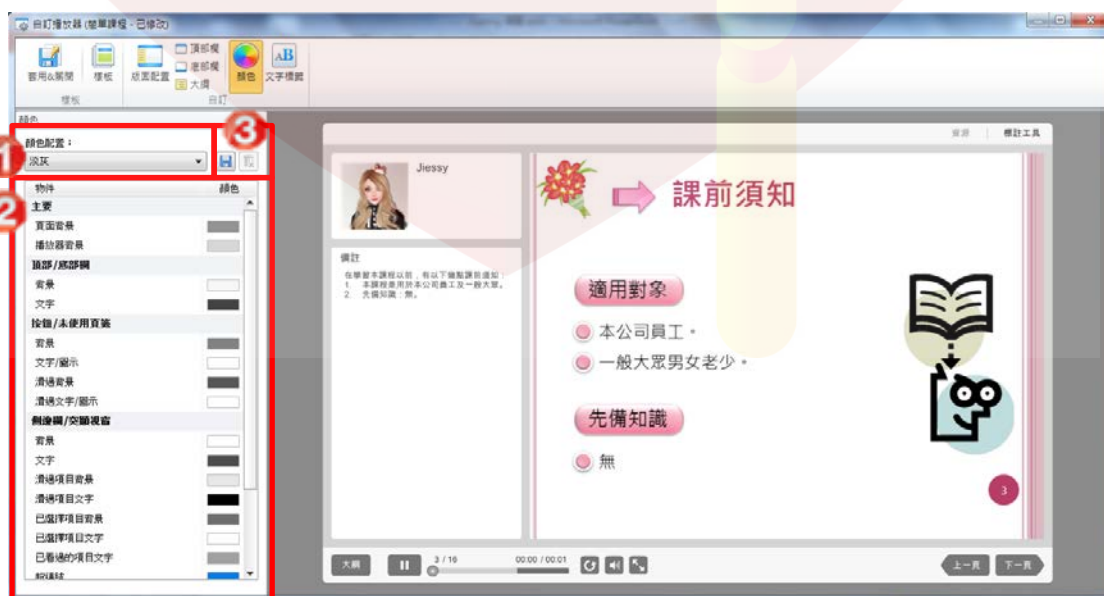 自訂播放器 (簡單課程 - 已修改)
套用&關閉
樣板
版面配置
頂部欄
底部欄
大綱
顏色
文字標籤
樣板
自訂
顏色
1
顏色配置：
淡灰
3
2
物件 顏色
主要
頁面背景
播放器背景
頂部/底部欄
背景
文字
按鈕/未使用頁籤
背景
文字/圖示
滑過背景
滑過文字/圖示
側邊欄/突顯視窗
背景
文字
滑過項目背景
滑過項目文字
已選擇項目背景
已選擇項目文字
已看過的項目文字
超連結
資源
標註工具
Jiessy
備註
在學習本課程以前，有以下幾點課前須知：
1. 本課程適用於本公司員工及一般大眾。
2. 先備知識：無。
課前須知
適用對象
本公司員工。
一般大眾男女老少。
先備知識
無
3
大綱
3 / 16
00:00 / 00:01
上一頁
下一頁